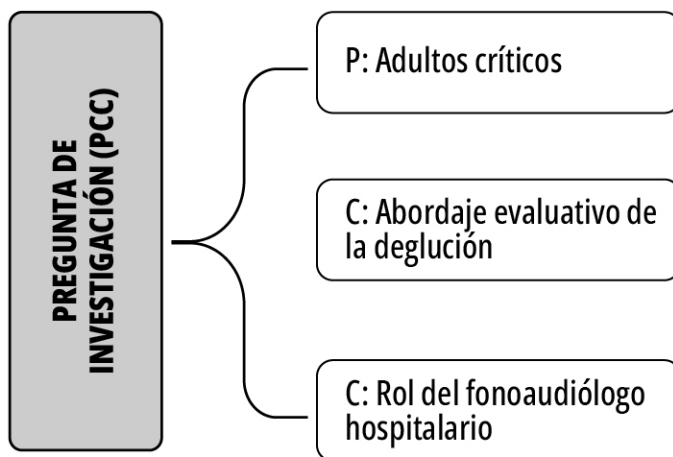 PREGUNTA DE
INVESTIGACIÓN (PCC)
P: Adultos críticos
C: Abordaje evaluativo de
la deglución
C: Rol del fonoaudiólogo
hospitalario